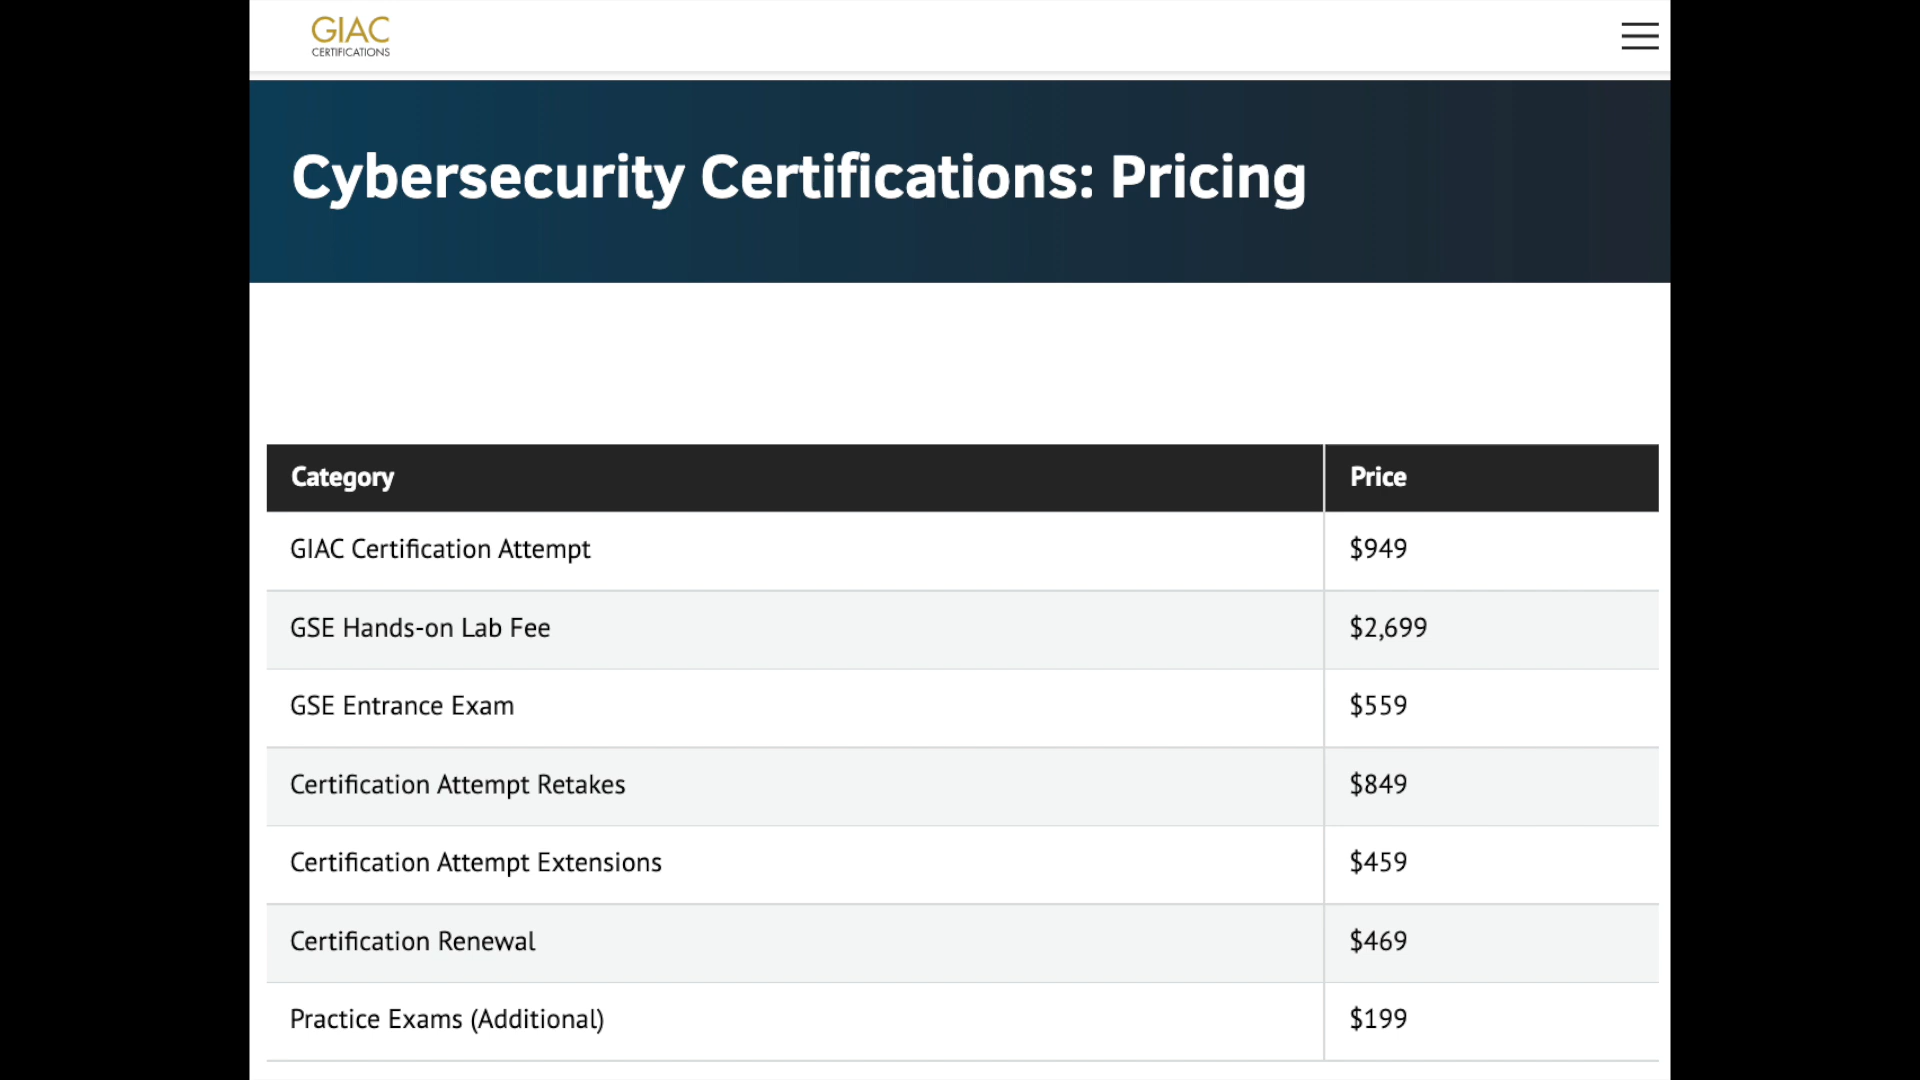 GIAC
CERTIFICATIONS
Cybersecurity Certifications: Pricing
Category Price
GIAC Certification Attempt $949
GSE Hands-on Lab Fee $2,699
GSE Entrance Exam $559
Certification Attempt Retakes $849
Certification Attempt Extensions $459
Certification Renewal $469
Practice Exams (Additional) $199